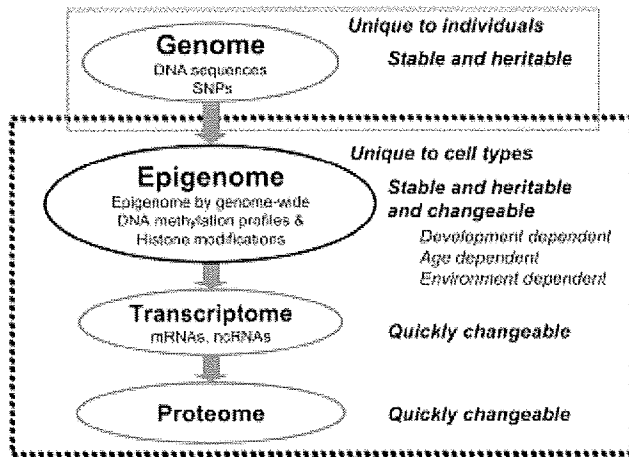 Unique to individuals
Genome
DNA sequences
SNPs
Stable and heritable
Unique to cell types
Epigenome
Epigenome by genome-wide
DNA methylation profiles &
Histone modifications
Stable and heritable
and changeable
Development dependent
Age dependent
Environment dependent
Transcriptome
mRNAs, ncRNAs
Quickly changeable
Proteome
Quickly changeable